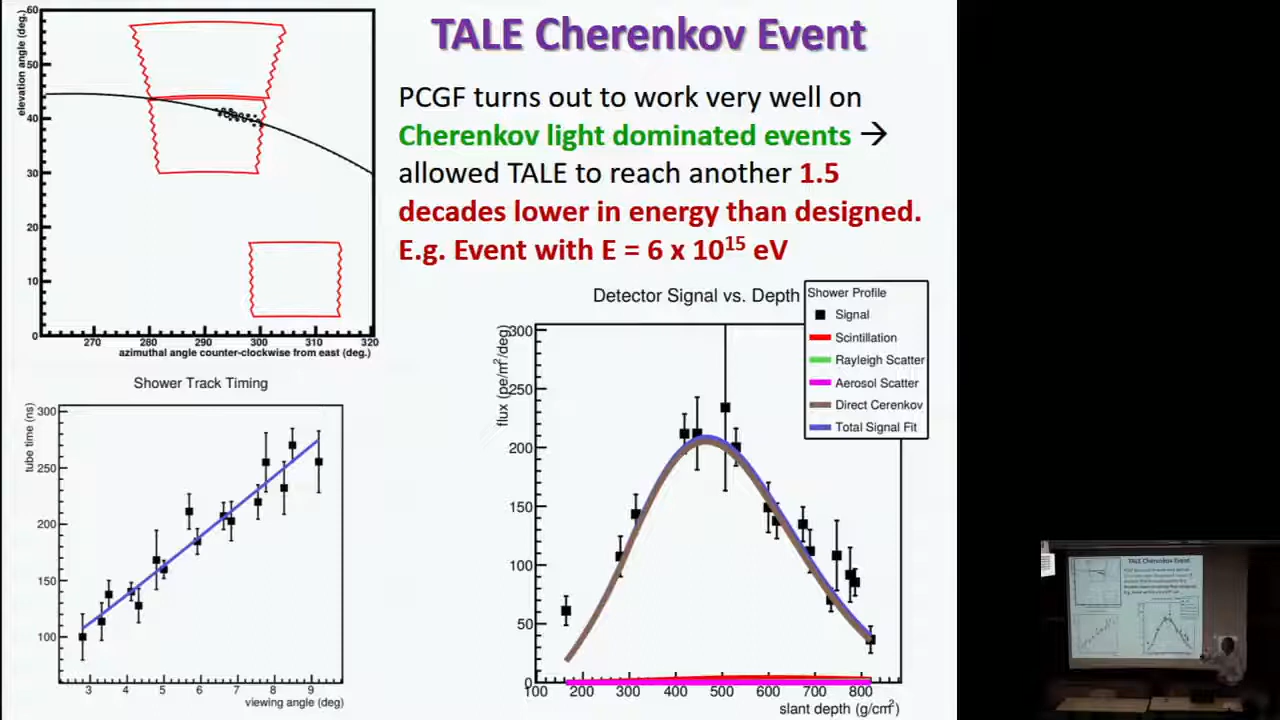 TALE Cherenkov Event
PCGF turns out to work very well on
Cherenkov light dominated events →
allowed TALE to reach another 1.5
decades lower in energy than designed.
E.g. Event with E = 6 x 10¹⁵ eV
elevation angle (deg.)
60
50
40
30
20
10
0
270 280 290 300 310 320
azimuthal angle counter-clockwise from east (deg.)
Shower Track Timing
tube time (ns)
300
250
200
150
100
3 4 5 6 7 8 9
viewing angle (deg)
Detector Signal vs. Depth
flux (pe/m²/deg)
300
250
200
150
100
50
0
100 200 300 400 500 600 700 800
slant depth (g/cm²)
Shower Profile
Signal
Scintillation
Rayleigh Scatter
Aerosol Scatter
Direct Cerenkov
Total Signal Fit
TALE Cherenkov Event